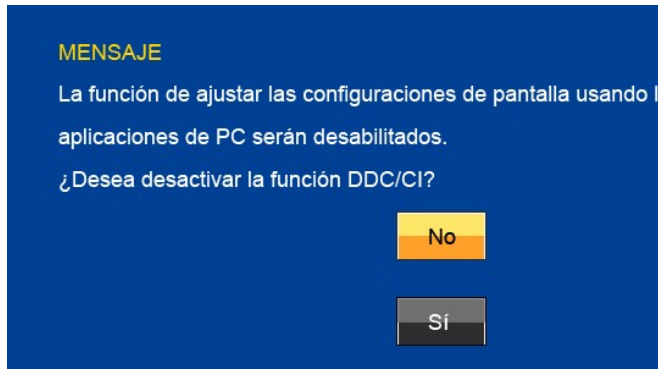 MENSAJE
La función de ajustar las configuraciones de pantalla usando
aplicaciones de PC serán desabilitados.
¿Desea desactivar la función DDC/CI?
No
Sí